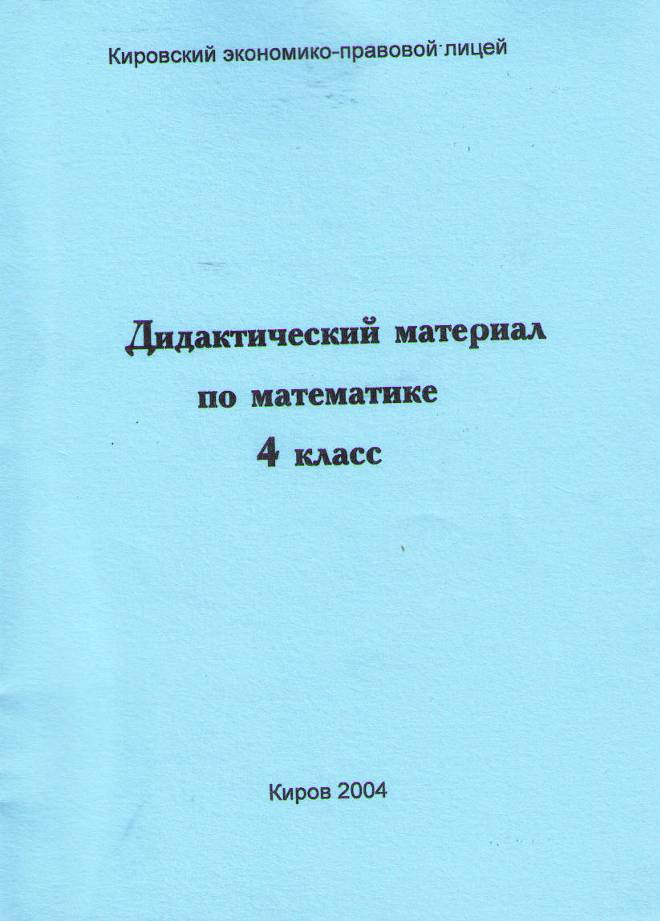 Кировский экономико-правовой лицей
Дидактический материал
по математике
4 класс
Киров 2004